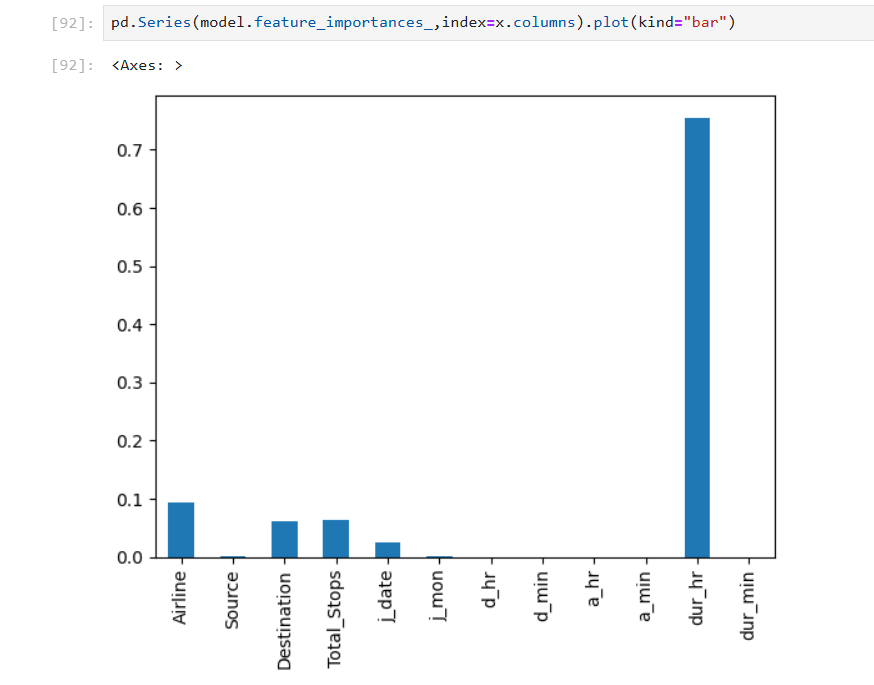 [92]: pd.Series(model.feature_importances_,index=x.columns).plot(kind="bar")
[92]: <Axes: >
0.7
0.6
0.5
0.4
0.3
0.2
0.1
0.0
Airline
Source
Destination
Total_Stops
j_date
j_mon
d_hr
d_min
a_hr
a_min
dur_hr
dur_min